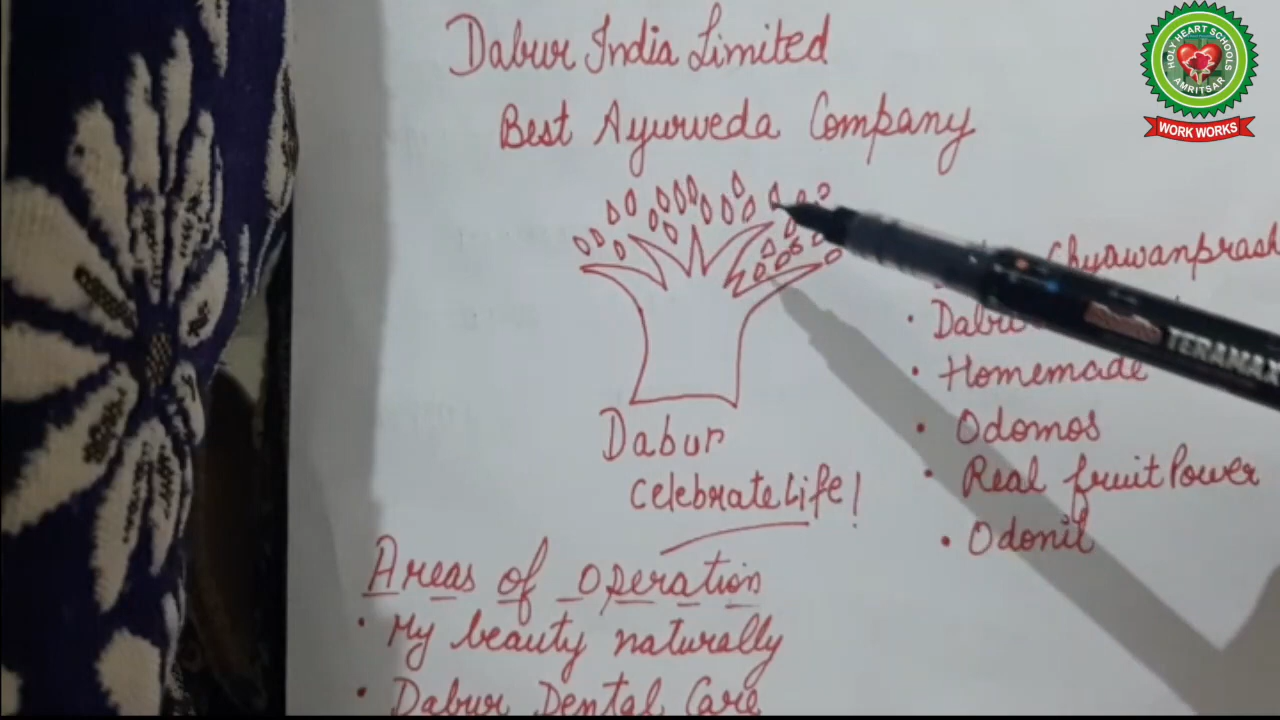 Dabur India Limited
Best Ayurveda Company
Dabur
Celebrate Life!
Chyawanprash
Homemade
Odomos
Real fruit Power
Odonil
Areas of Operation
My beauty naturally
Dabur Dental Care
TERAMAX
HOLY HEART SCHOOLS
AMRITSAR
WORK WORKS